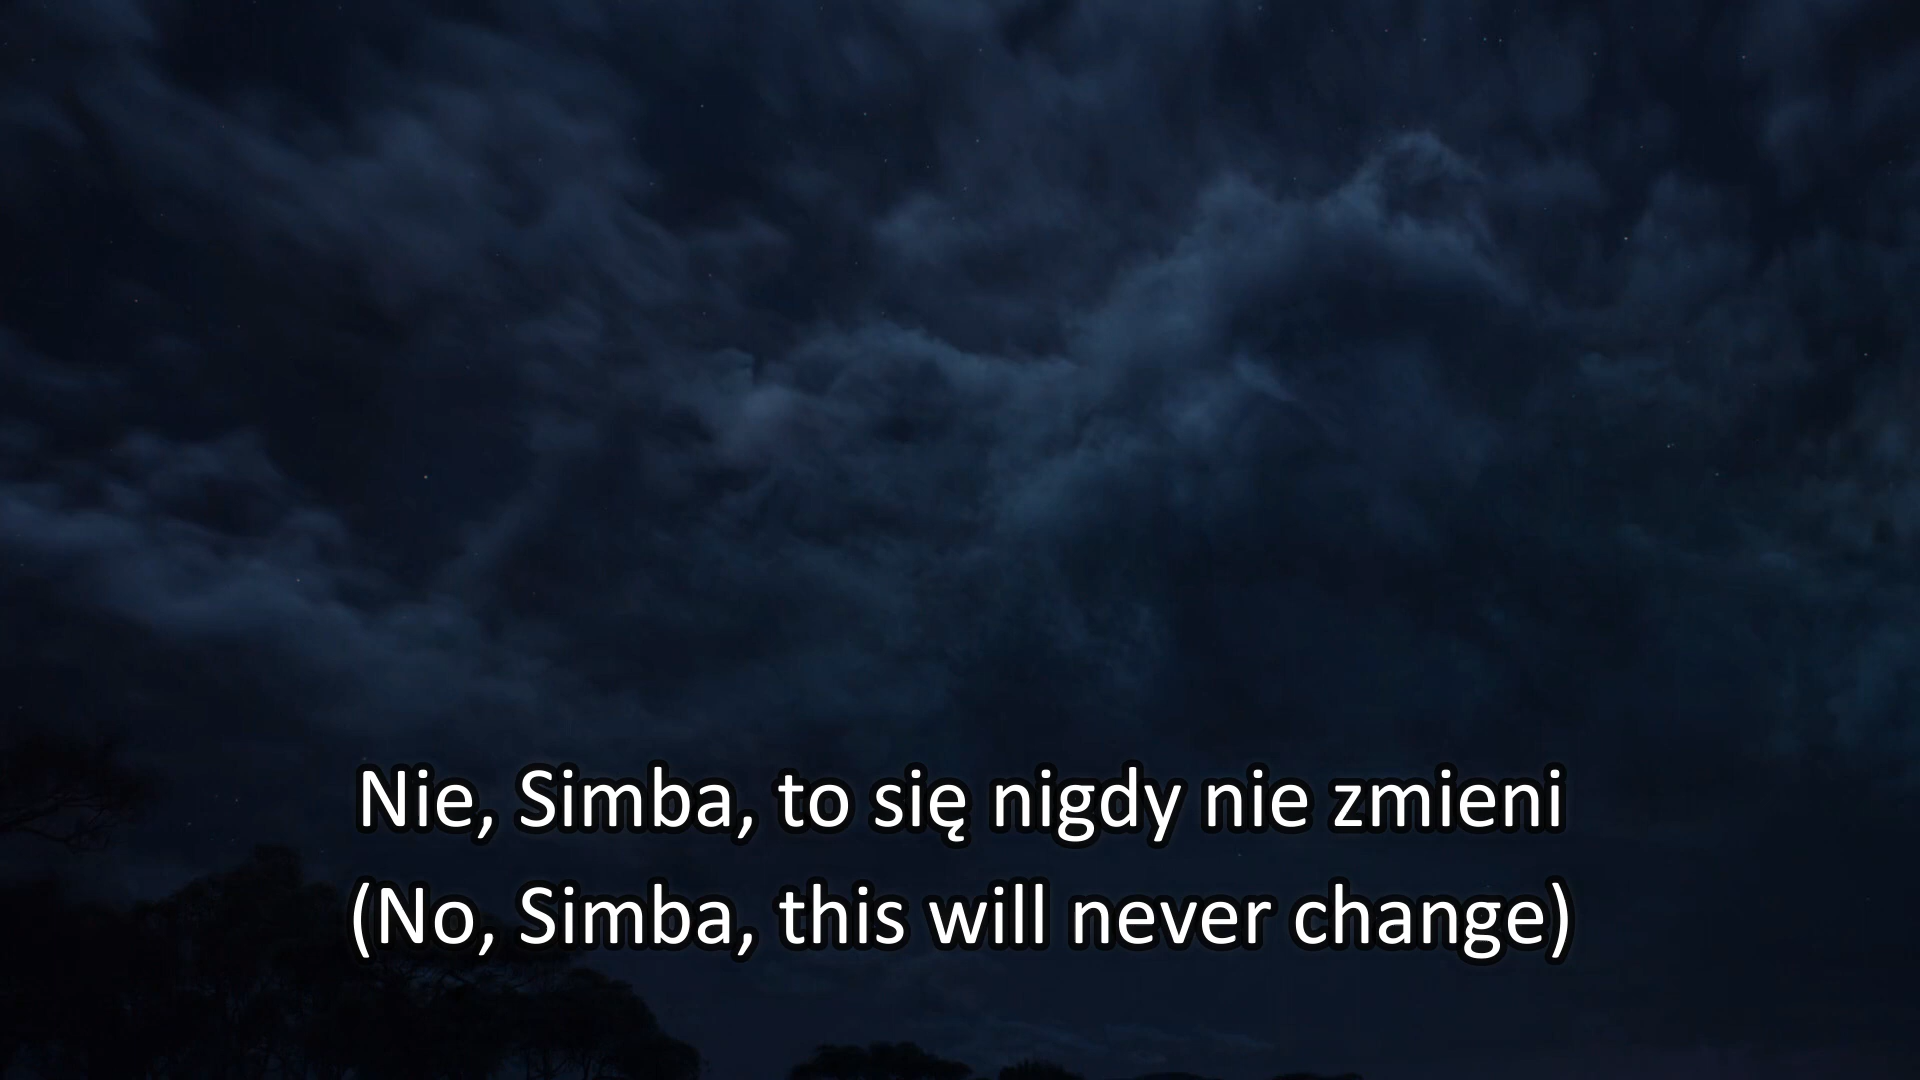 Nie, Simba, to się nigdy nie zmieni
(No, Simba, this will never change)